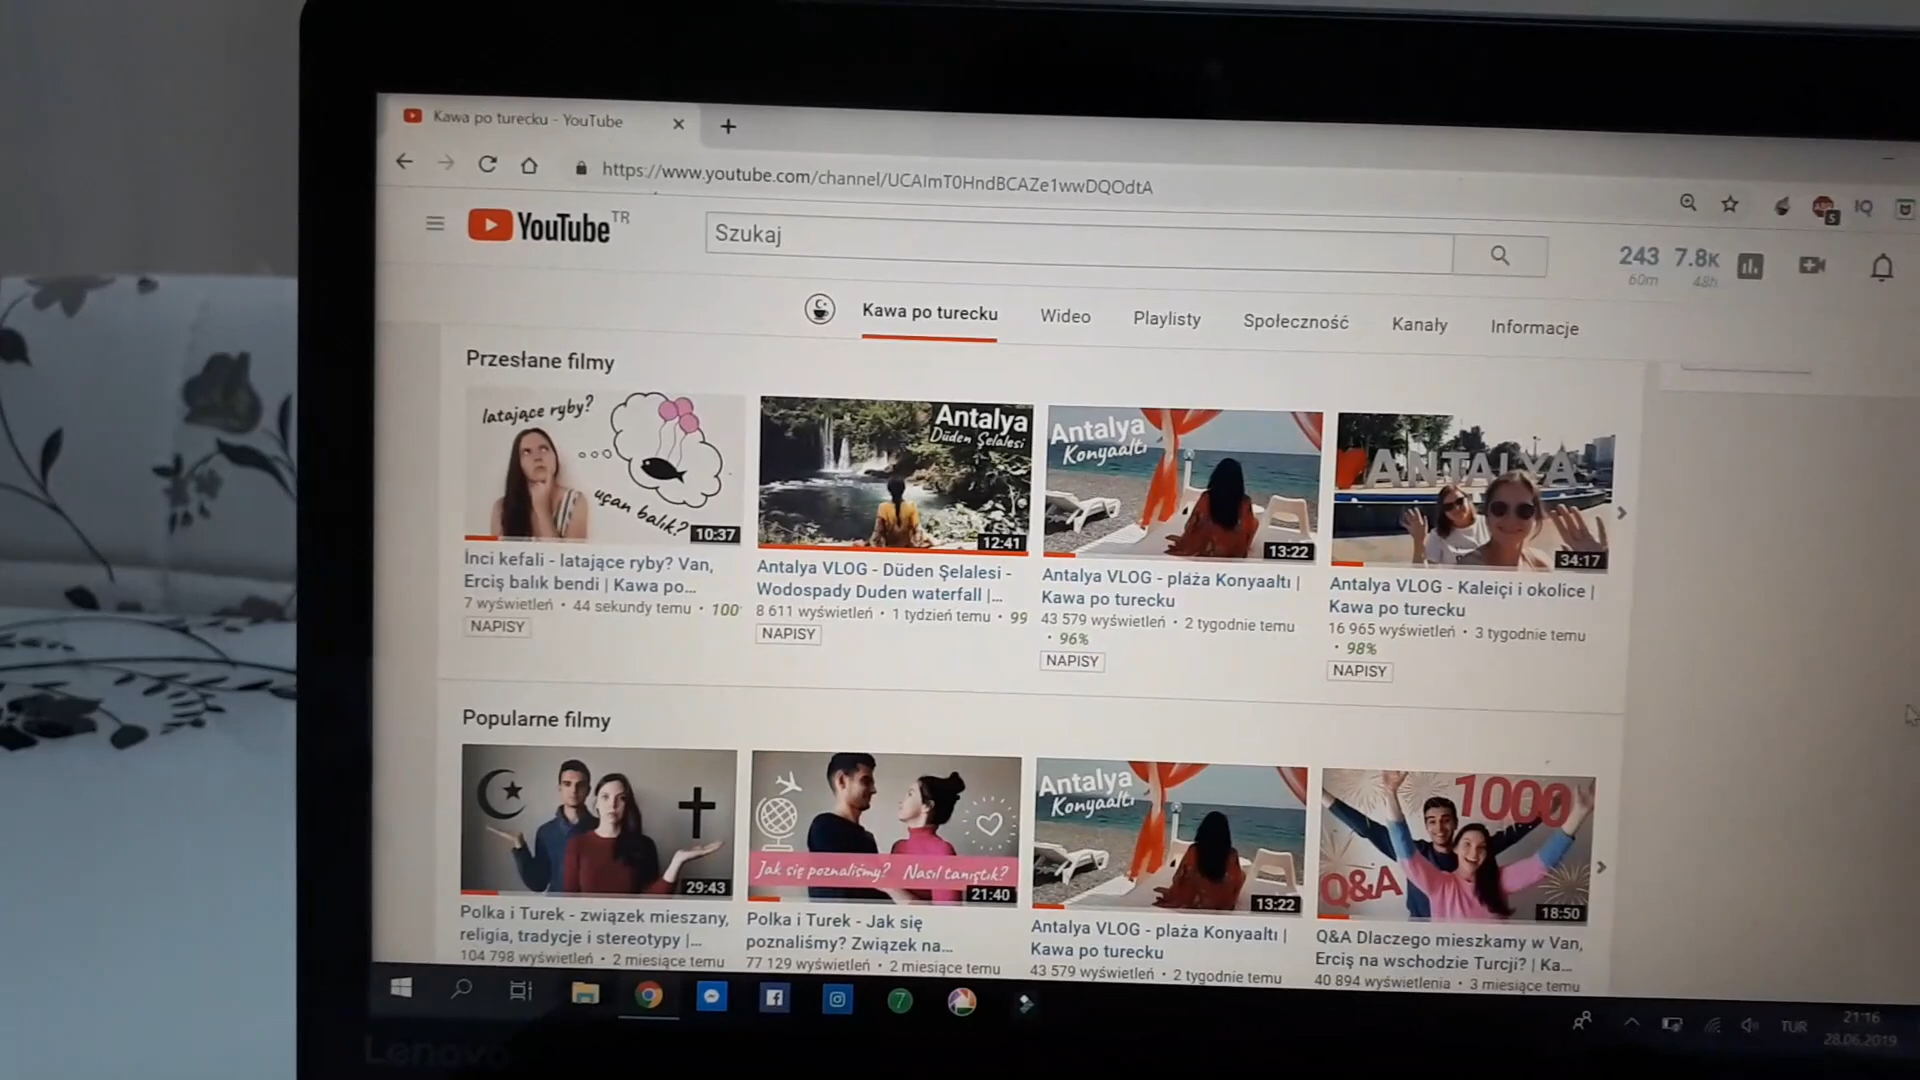 Kawa po turecku - YouTube
https://www.youtube.com/channel/UCAImT0HndBCAZe1wwDQOdtA
YouTube TR
Szukaj
243 7.8K
60m 48h
IQ
5
Kawa po turecku Wideo Playlisty Społeczność Kanały Informacje
Przesłane filmy
latające ryby?
uçan balık?
10:37
Antalya
Düden Şelalesi
12:41
Antalya
Konyaaltı
13:22
ANTALYA
34:17
İnci kefali - latające ryby? Van,
Erciş balık bendi | Kawa po...
7 wyświetleń • 44 sekundy temu • 100
NAPISY
Antalya VLOG - Düden Şelalesi -
Wodospady Duden waterfall |...
8 611 wyświetleń • 1 tydzień temu • 99
NAPISY
Antalya VLOG - plaża Konyaaltı |
Kawa po turecku
43 579 wyświetleń • 2 tygodnie temu
• 96%
NAPISY
Antalya VLOG - Kaleiçi i okolice |
Kawa po turecku
16 965 wyświetleń • 3 tygodnie temu
• 98%
NAPISY
Popularne filmy
29:43
Jak się poznaliśmy? Nasıl tanıştık?
21:40
Antalya
Konyaaltı
13:22
1000
Q&A
18:50
Polka i Turek - związek mieszany,
religia, tradycje i stereotypy |...
104 798 wyświetleń • 2 miesiące temu
Polka i Turek - Jak się
poznaliśmy? Związek na...
77 129 wyświetleń • 2 miesiące temu
Antalya VLOG - plaża Konyaaltı |
Kawa po turecku
43 579 wyświetleń • 2 tygodnie temu
Q&A Dlaczego mieszkamy w Van,
Erciş na wschodzie Turcji? | Ka...
40 894 wyświetlenia • 3 miesiące temu
7
TUR
21:16
28.06.2019
Lenovo